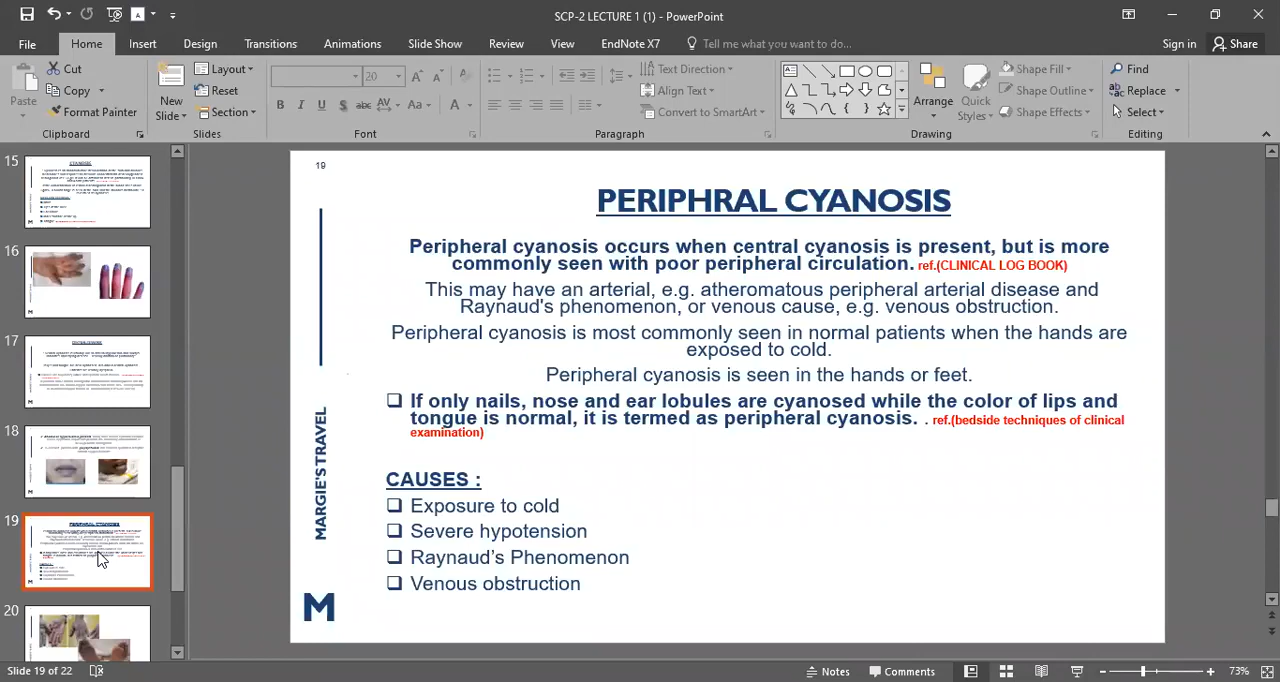 SCP-2 LECTURE 1 (1) - PowerPoint
File Home Insert Design Transitions Animations Slide Show Review View EndNote X7 Tell me what you want to do... Sign in Share
Paste Cut Copy Format Painter Clipboard
New Slide Layout Reset Section Slides
20 B I U S abc AV Aa A Font
Text Direction Align Text Convert to SmartArt Paragraph
Arrange Quick Styles Shape Fill Shape Outline Shape Effects Drawing
Find Replace Select Editing
15
16
17
18
19
20
19
PERIPHRAL CYANOSIS
Peripheral cyanosis occurs when central cyanosis is present, but is more
commonly seen with poor peripheral circulation. ref.(CLINICAL LOG BOOK)
This may have an arterial, e.g. atheromatous peripheral arterial disease and
Raynaud's phenomenon, or venous cause, e.g. venous obstruction.
Peripheral cyanosis is most commonly seen in normal patients when the hands are
exposed to cold.
Peripheral cyanosis is seen in the hands or feet.
If only nails, nose and ear lobules are cyanosed while the color of lips and
tongue is normal, it is termed as peripheral cyanosis. . ref.(bedside techniques of clinical
examination)
CAUSES :
Exposure to cold
Severe hypotension
Raynaud's Phenomenon
Venous obstruction
MARGIE'S TRAVEL
M
Slide 19 of 22 Notes Comments 73%